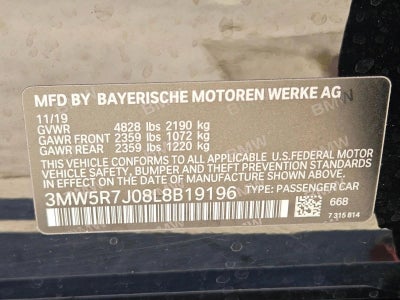 MFD BY BAYERISCHE MOTOREN WERKE AG
11/19
GVWR 4828 lbs 2190 kg
GAWR FRONT 2359 lbs 1072 kg
GAWR REAR 2359 lbs 1220 kg
THIS VEHICLE CONFORMS TO ALL APPLICABLE U.S.FEDERAL MOTOR
VEHICLE SAFETY, BUMPER, AND THEFT PREVENTION
STANDARDS IN EFFECT ON THE DATE OF MANUFACTURE SHOWN ABOVE.
3MW5R7J08L8B19196 TYPE: PASSENGER CAR
668
7 315 814